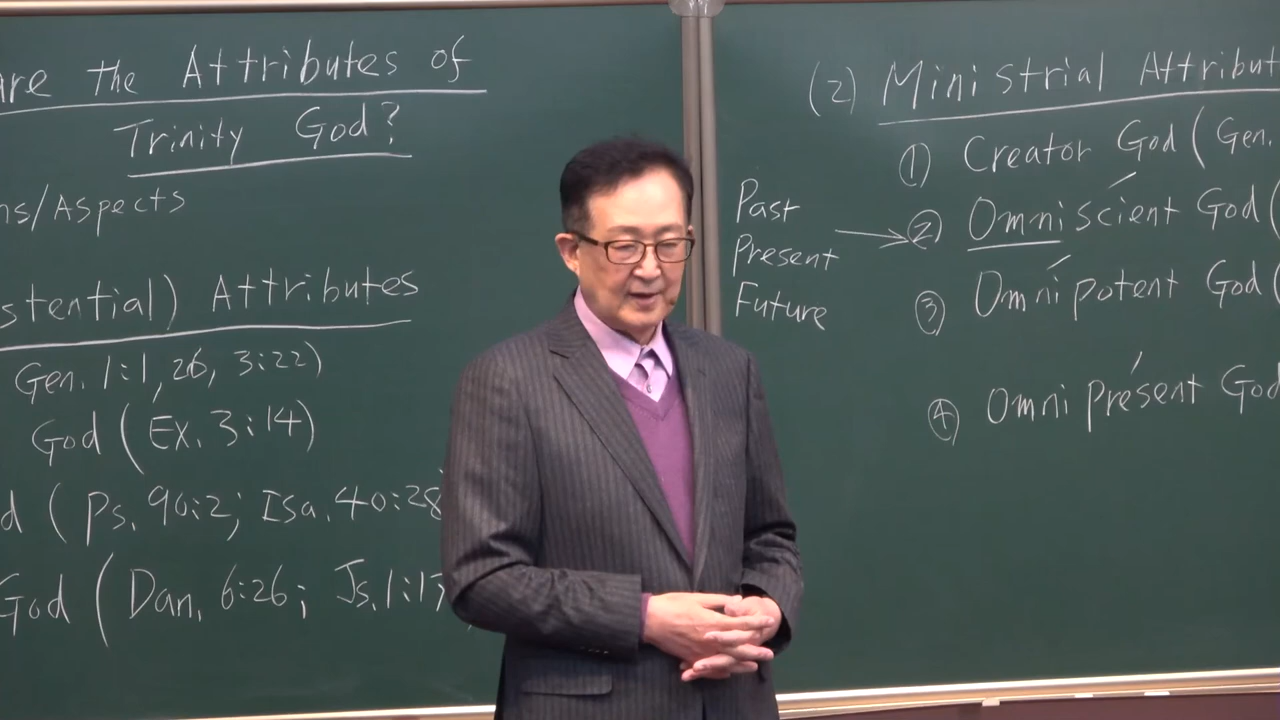 are the Attributes of
Trinity God?
ns/Aspects
stential) Attributes
Gen. 1:1, 26, 3:22)
God (Ex. 3:14)
d (Ps. 90:2; Isa. 40:28
God (Dan. 6:26; Js. 1:17
Past
Present
Future
(2) Ministrial Attribut
① Creator God (Gen.
② Omniscient God (
③ Omnipotent God (
④ Omnipresent God